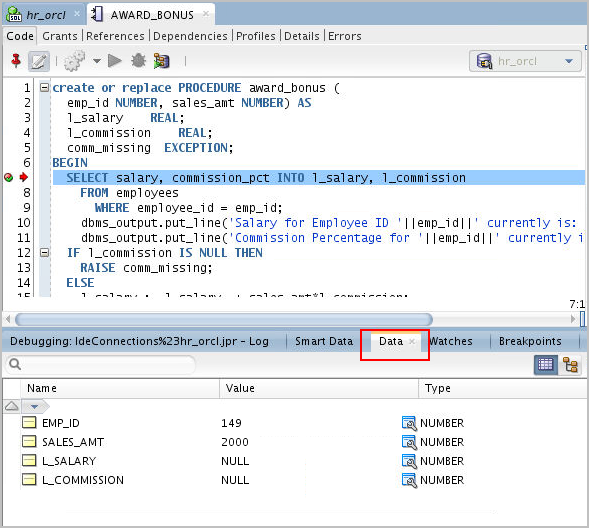 hr_orcl × AWARD_BONUS ×
Code Grants References Dependencies Profiles Details Errors
hr_orcl
1 create or replace PROCEDURE award_bonus (
2 emp_id NUMBER, sales_amt NUMBER) AS
3 l_salary REAL;
4 l_commission REAL;
5 comm_missing EXCEPTION;
6 BEGIN
SELECT salary, commission_pct INTO l_salary, l_commission
8 FROM employees
9 WHERE employee_id = emp_id;
10 dbms_output.put_line('Salary for Employee ID '||emp_id||' currently is:
11 dbms_output.put_line('Commission Percentage for '||emp_id||' currently i
12 IF l_commission IS NULL THEN
13 RAISE comm_missing;
14 ELSE
15 l_salary := l_salary + sales_amt*l_commission;
7:1
Debugging: IdeConnections%23hr_orcl.jpr - Log Smart Data Data × Watches Breakpoints
Name Value Type
EMP_ID 149 NUMBER
SALES_AMT 2000 NUMBER
L_SALARY NULL NUMBER
L_COMMISSION NULL NUMBER